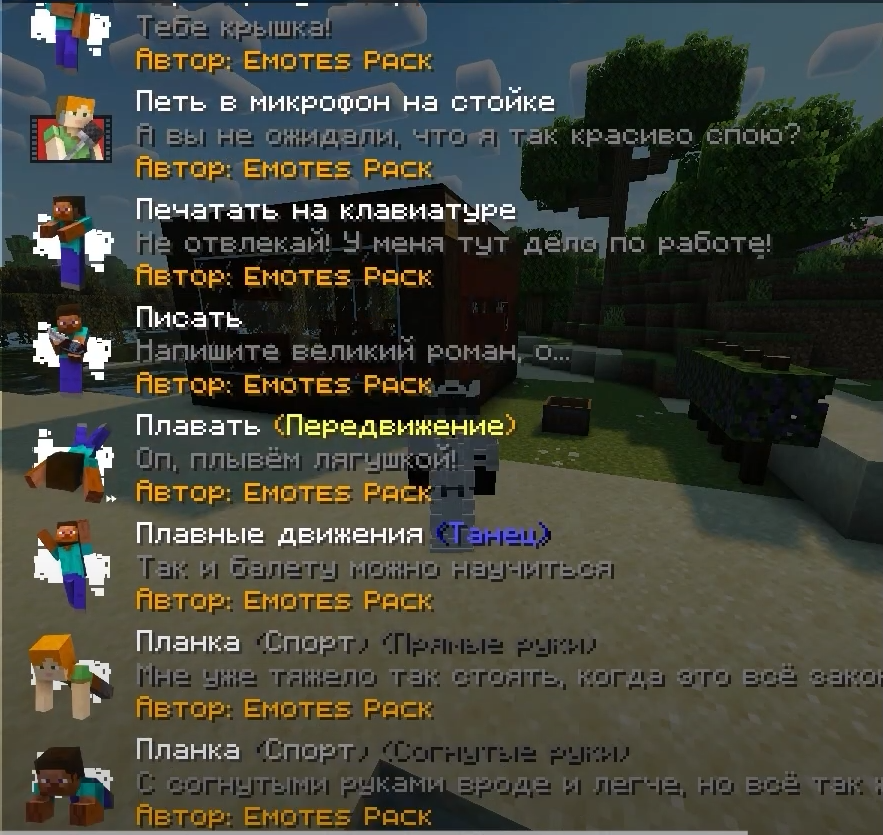 Тебе крышка!
Автор: Emotes Pack
Петь в микрофон на стойке
А вы не ожидали, что я так красиво спою?
Автор: Emotes Pack
Печатать на клавиатуре
Не отвлекай! У меня тут дело по работе!
Автор: Emotes Pack
Писать
Напишите великий роман, о...
Автор: Emotes Pack
Плавать (Передвижение)
Оп, плывём лягушкой!
Автор: Emotes Pack
Плавные движения (Танец)
Так и балету можно научиться
Автор: Emotes Pack
Планка (Спорт) (Прямые руки)
Мне уже тяжело так стоять, когда это всё
Автор: Emotes Pack
Планка (Спорт) (Согнутые руки)
С согнутыми руками вроде и легче, но всё так
Автор: Emotes Pack